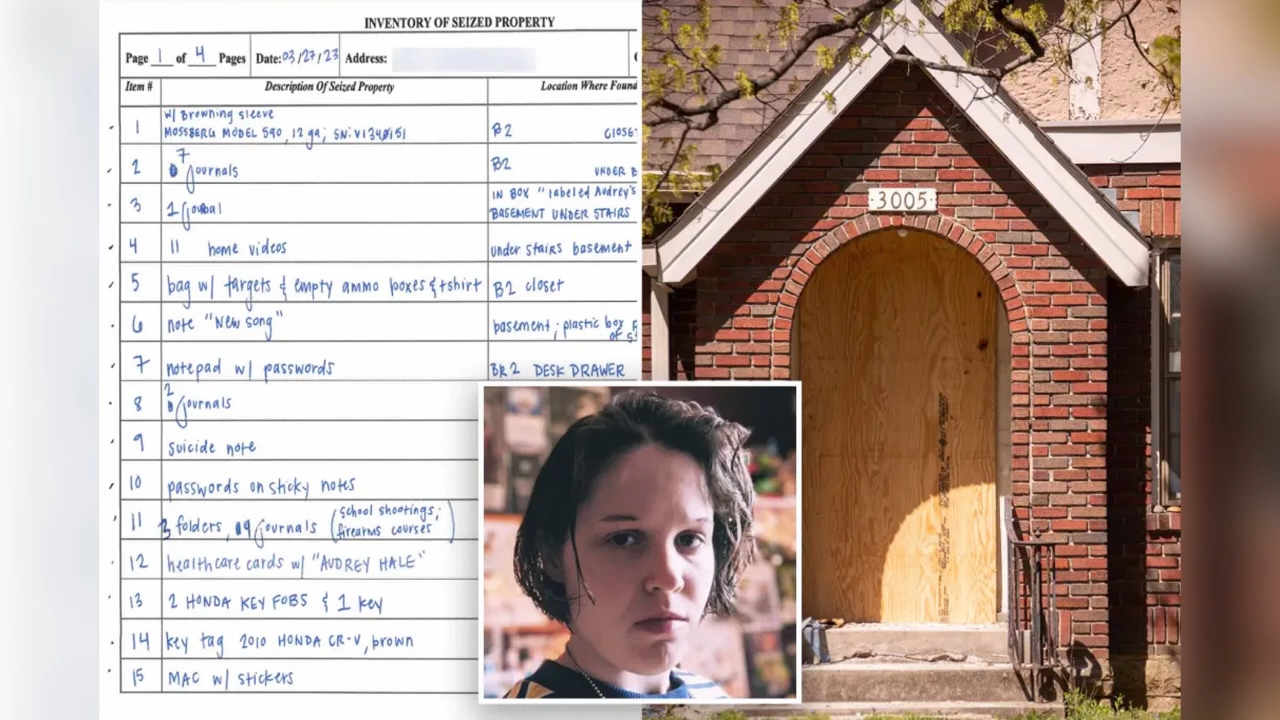 INVENTORY OF SEIZED PROPERTY
Page 1 of 4 Pages Date: 03/27/23 Address:
Item # Description Of Seized Property Location Where Found
w/ Browning sleeve
1 MOSSBERG MODEL 590, 12 ga; SN: V1340151 B2 CLOSE
7
2 journals B2 UNDER B
3 1 journal IN BOX "labeled Audrey's
BASEMENT UNDER STAIRS
4 11 home videos under stairs basement
5 bag w/ targets & empty ammo boxes & tshirt B2 closet
6 note "New song" basement; plastic box
of s
7 notepad w/ passwords BR2 DESK DRAWER
2
8 journals
9 suicide note
10 passwords on sticky notes
11 3 folders, 19 journals (school shootings;
firearms courses)
12 healthcare cards w/ "AUDREY HALE"
13 2 HONDA KEY FOBS & 1 key
14 key tag 2010 HONDA CR-V, brown
15 MAC w/ stickers
3005